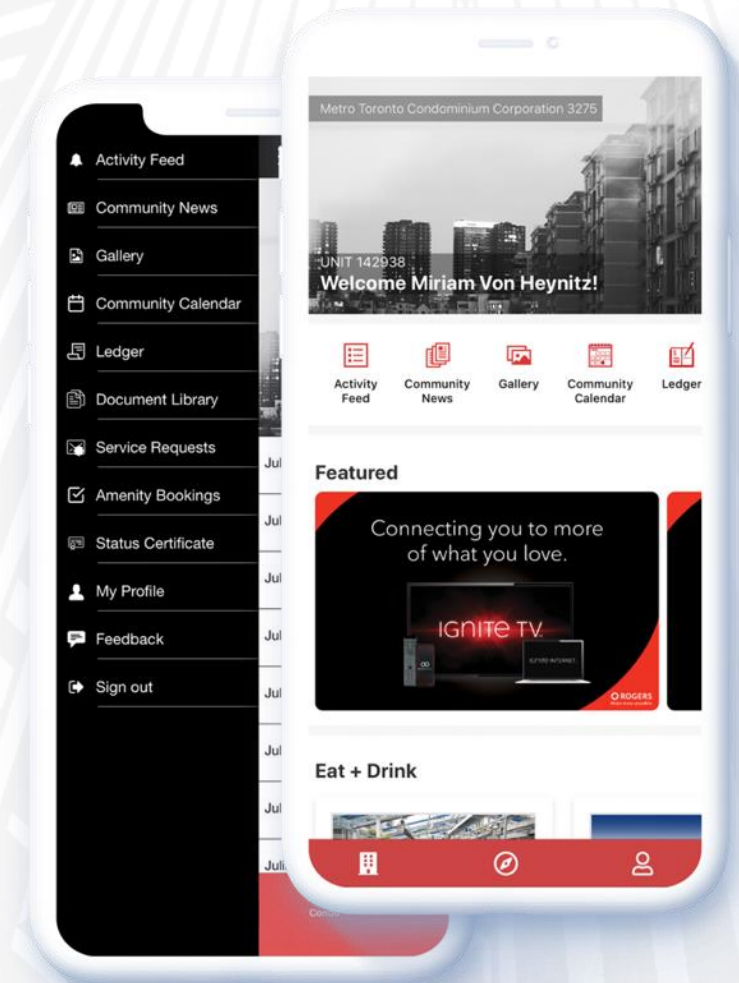 Activity Feed
Community News
Gallery
Community Calendar
Ledger
Document Library
Service Requests
Amenity Bookings
Status Certificate
My Profile
Feedback
Sign out
Jul
Jul
Jul
Jul
Jul
Jul
Jul
Juli
Metro Toronto Condominium Corporation 3275
UNIT 142938
Welcome Miriam Von Heynitz!
Activity
Feed
Community
News
Gallery
Community
Calendar
Ledger
Featured
Connecting you to more
of what you love.
IGNITE TV
IGNITE INTERNET
ROGERS
Eat + Drink